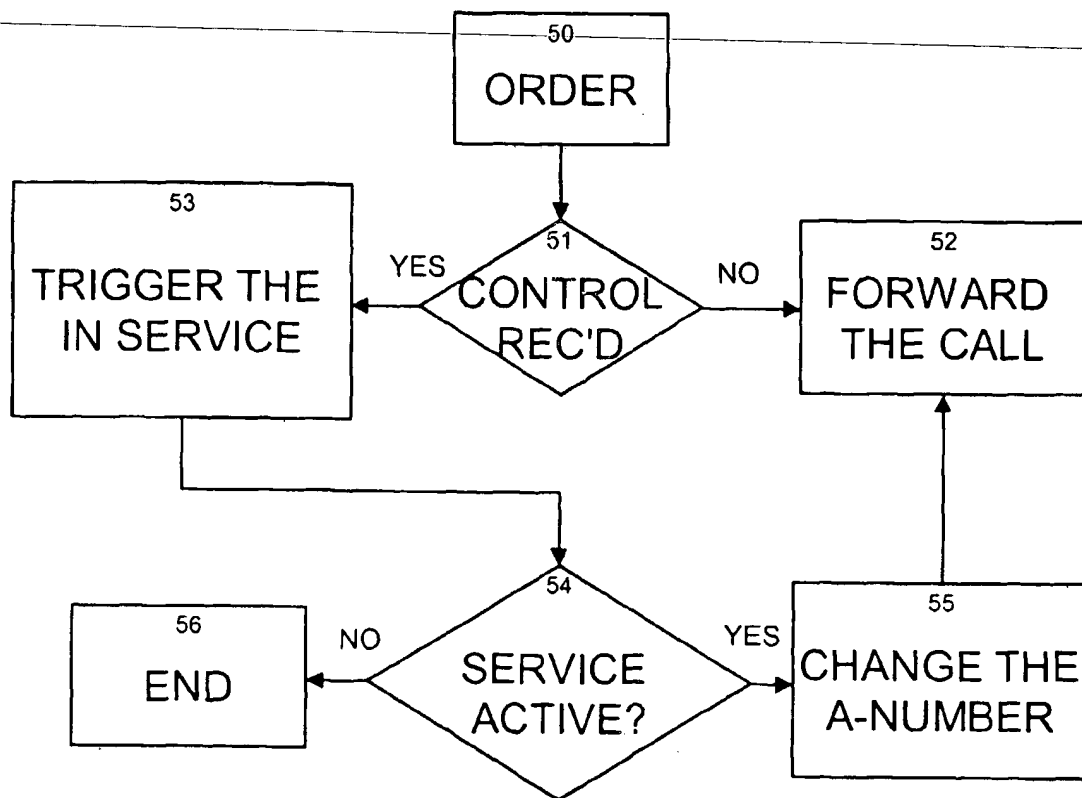 50
ORDER
53
TRIGGER THE
IN SERVICE
YES
51
CONTROL
REC'D
NO
52
FORWARD
THE CALL
56
END
NO
54
SERVICE
ACTIVE?
YES
55
CHANGE THE
A-NUMBER